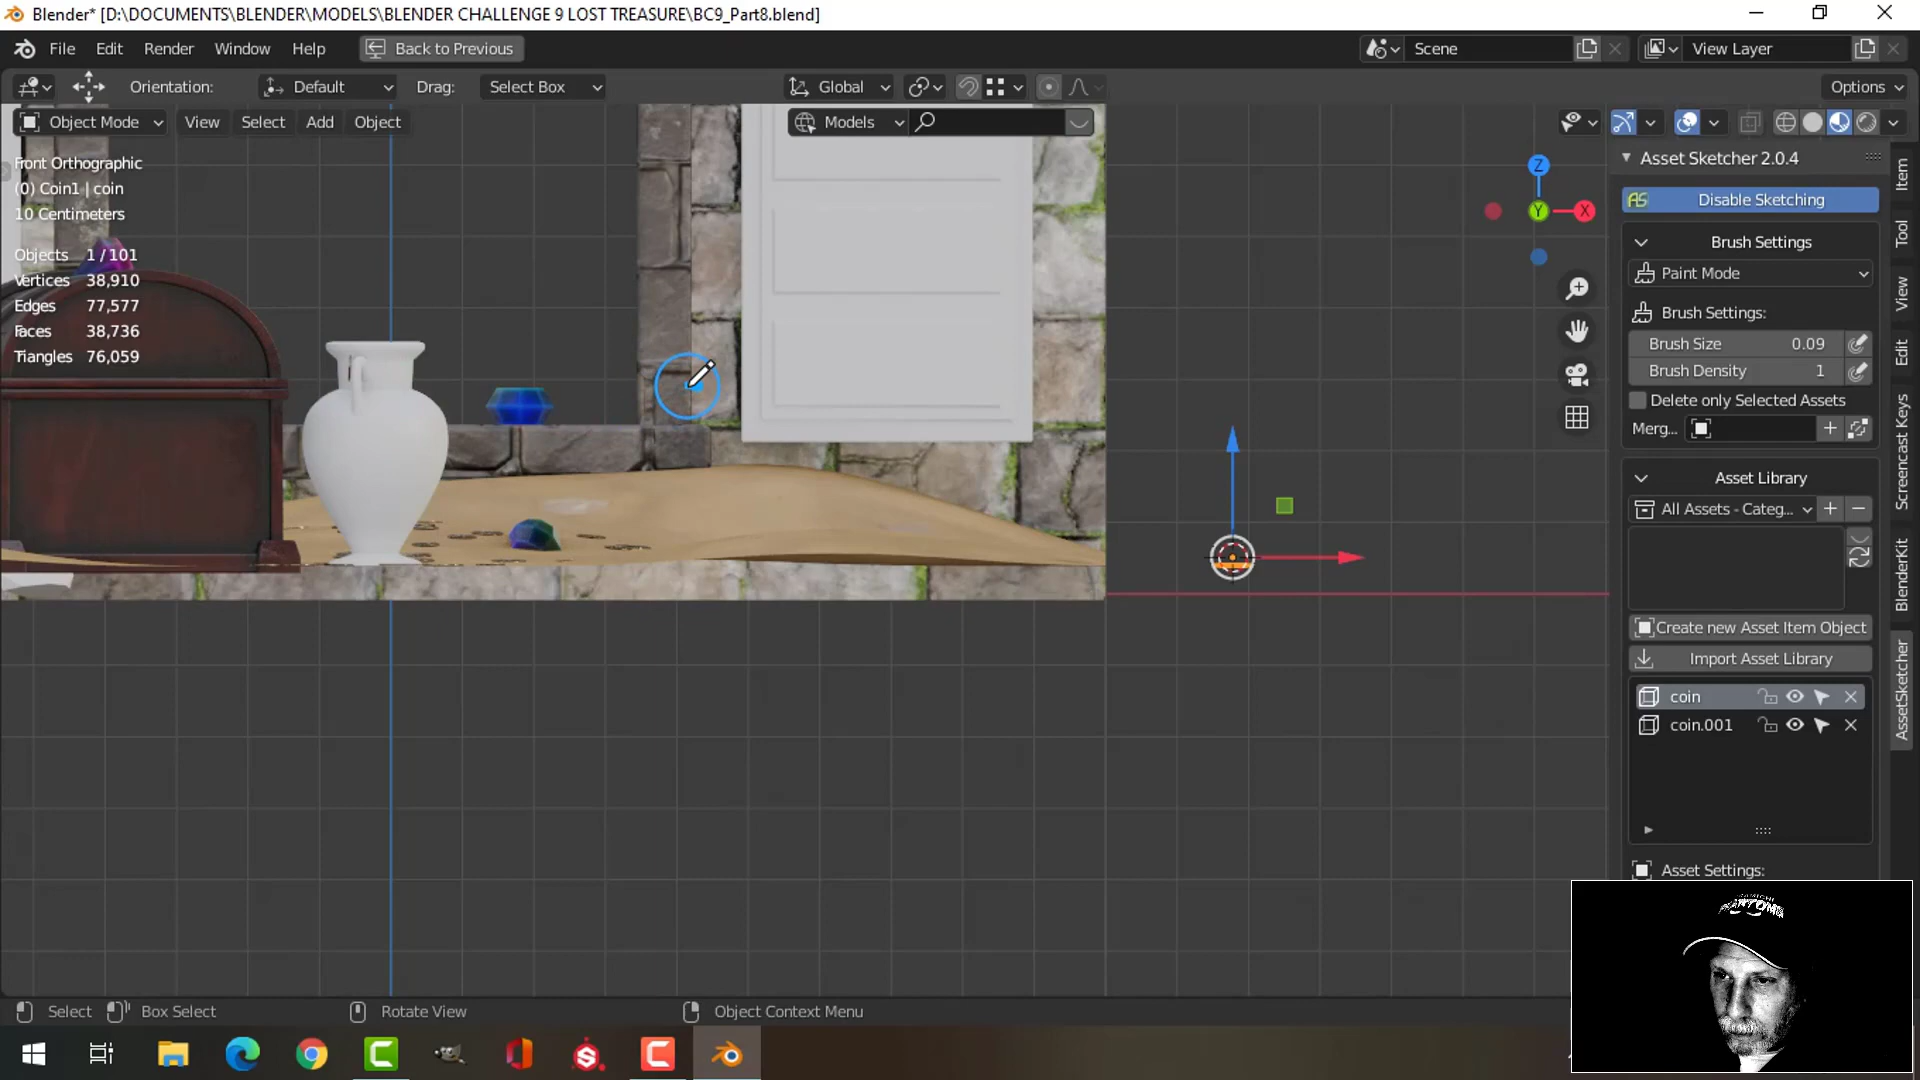 Blender* [D:\DOCUMENTS\BLENDER\MODELS\BLENDER CHALLENGE 9 LOST TREASURE\BC9_Part8.blend]
File Edit Render Window Help Back to Previous Scene View Layer
Orientation: Default Drag: Select Box Global Options
Object Mode View Select Add Object Models
Front Orthographic
(0) Coin1 | coin
10 Centimeters
Objects 1 / 101
Vertices 38,910
Edges 77,577
Faces 38,736
Triangles 76,059
Z
Y
X
Asset Sketcher 2.0.4
AS Disable Sketching
Brush Settings
Paint Mode
Brush Settings:
Brush Size 0.09
Brush Density 1
Delete only Selected Assets
Merg...
Asset Library
All Assets - Categ...
Create new Asset Item Object
Import Asset Library
coin
coin.001
Asset Settings:
Item
Tool
View
Edit
Screencast Keys
BlenderKit
AssetSketcher
Select Box Select Rotate View Object Context Menu